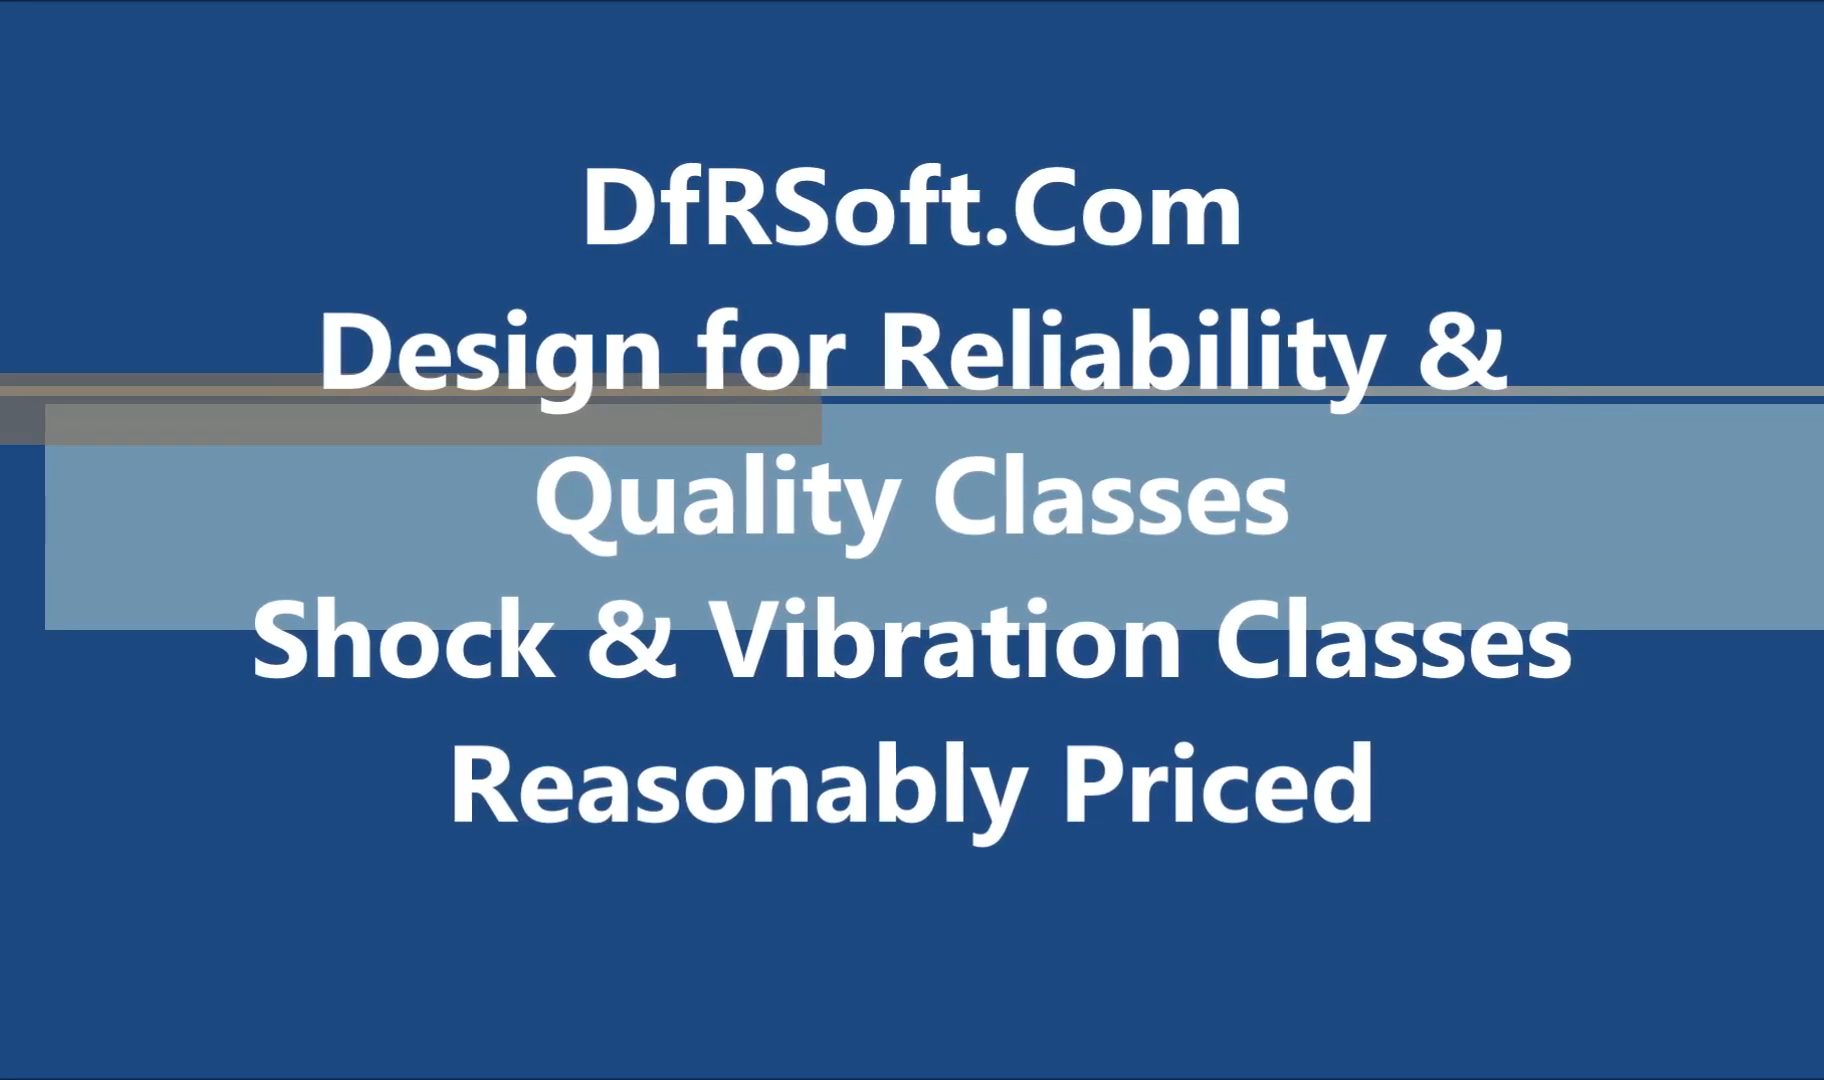 DfRSoft.Com
Design for Reliability &
Quality Classes
Shock & Vibration Classes
Reasonably Priced